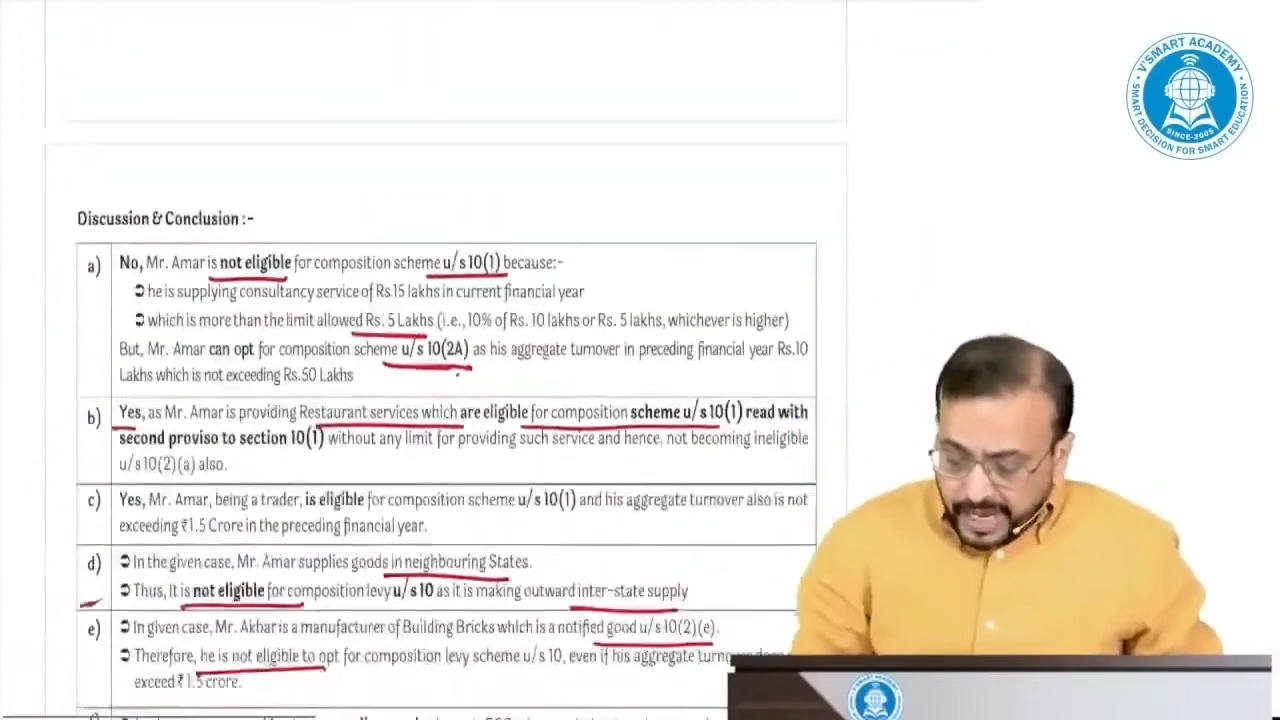 V'SMART ACADEMY
SMART DECISION FOR SMART EDUCATION
SINCE-2005
Discussion & Conclusion :-
a) No, Mr. Amar is not eligible for composition scheme u/s 10(1) because:-
➲ he is supplying consultancy service of Rs.15 lakhs in current financial year
➲ which is more than the limit allowed Rs. 5 Lakhs (i.e., 10% of Rs. 10 lakhs or Rs. 5 lakhs, whichever is higher)
But, Mr. Amar can opt for composition scheme u/s 10(2A) as his aggregate turnover in preceding financial year Rs.10
Lakhs which is not exceeding Rs.50 Lakhs
b) Yes, as Mr. Amar is providing Restaurant services which are eligible for composition scheme u/s 10(1) read with
second proviso to section 10(1) without any limit for providing such service and hence, not becoming ineligible
u/s 10(2)(a) also.
c) Yes, Mr. Amar, being a trader, is eligible for composition scheme u/s 10(1) and his aggregate turnover also is not
exceeding ₹1.5 Crore in the preceding financial year.
d) ➲ In the given case, Mr. Amar supplies goods in neighbouring States.
➲ Thus, it is not eligible for composition levy u/s 10 as it is making outward inter-state supply
e) ➲ In given case, Mr. Akbar is a manufacturer of Building Bricks which is a notified good u/s 10(2)(e).
➲ Therefore, he is not eligible to opt for composition levy scheme u/s 10, even if his aggregate
exceed ₹1.5 crore.